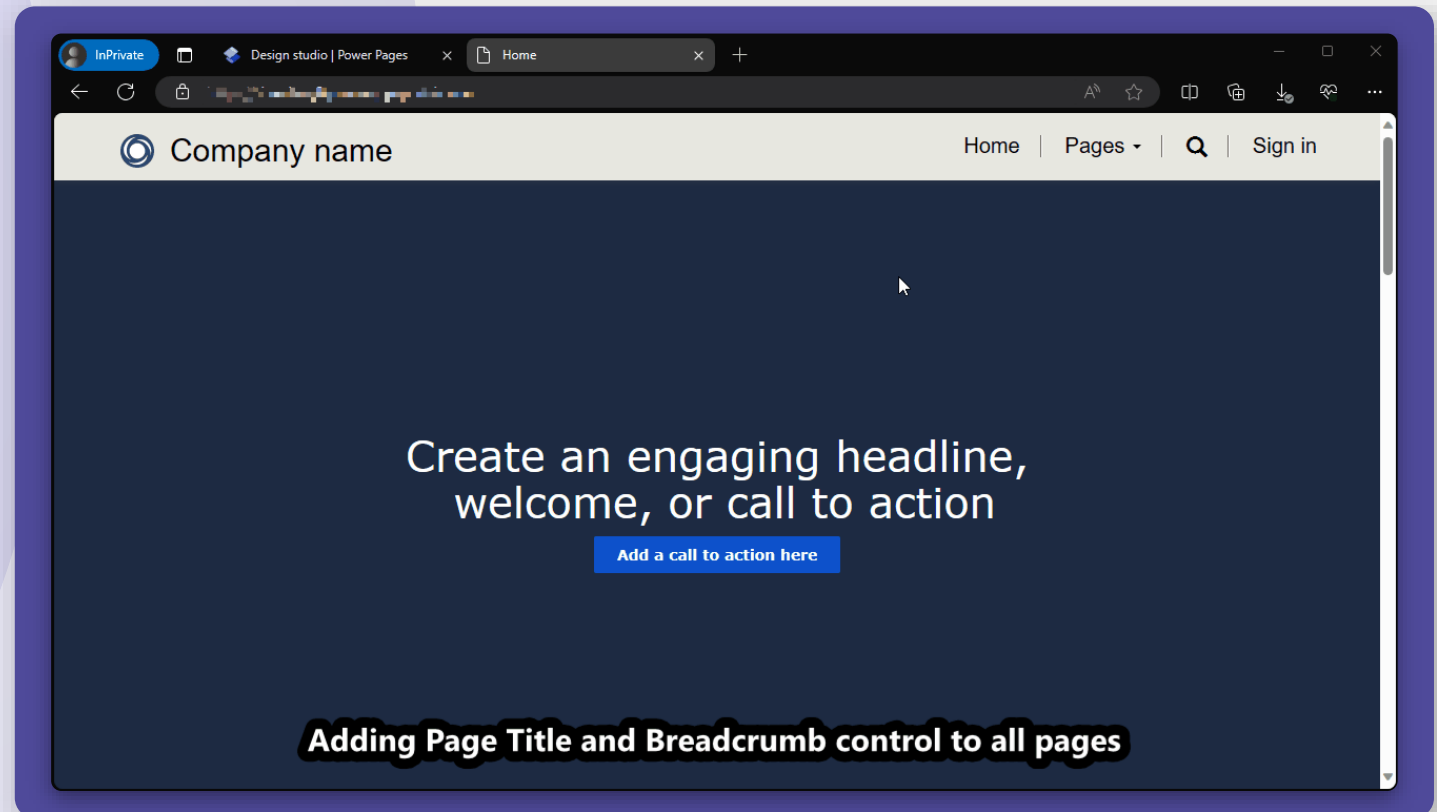 InPrivate
Design studio | Power Pages
Home
Company name
Home
Pages
Sign in
Create an engaging headline,
welcome, or call to action
Add a call to action here
Adding Page Title and Breadcrumb control to all pages